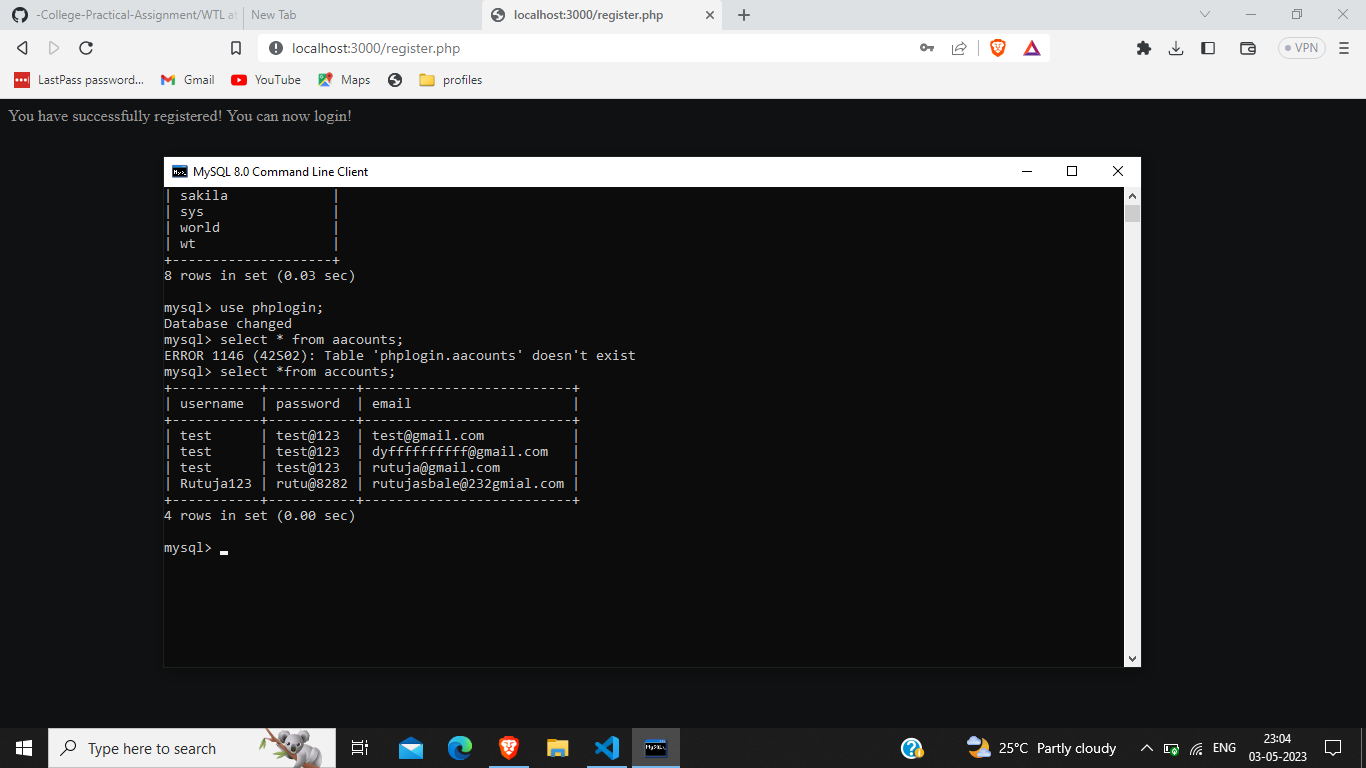 -College-Practical-Assignment/WTL at
New Tab
localhost:3000/register.php
localhost:3000/register.php
VPN
LastPass password...
Gmail
YouTube
Maps
profiles
You have successfully registered! You can now login!
MySQL 8.0 Command Line Client
| sakila             |
| sys                |
| world              |
| wt                 |
+--------------------+
8 rows in set (0.03 sec)
mysql> use phplogin;
Database changed
mysql> select * from aacounts;
ERROR 1146 (42S02): Table 'phplogin.aacounts' doesn't exist
mysql> select *from accounts;
+-----------+-----------+--------------------------+
| username  | password  | email                    |
+-----------+-----------+--------------------------+
| test      | test@123  | test@gmail.com           |
| test      | test@123  | dyffffffffff@gmail.com   |
| test      | test@123  | rutuja@gmail.com         |
| Rutuja123 | rutu@8282 | rutujasbale@232gmial.com |
+-----------+-----------+--------------------------+
4 rows in set (0.00 sec)
mysql>
Type here to search
25°C Partly cloudy
ENG
23:04
03-05-2023